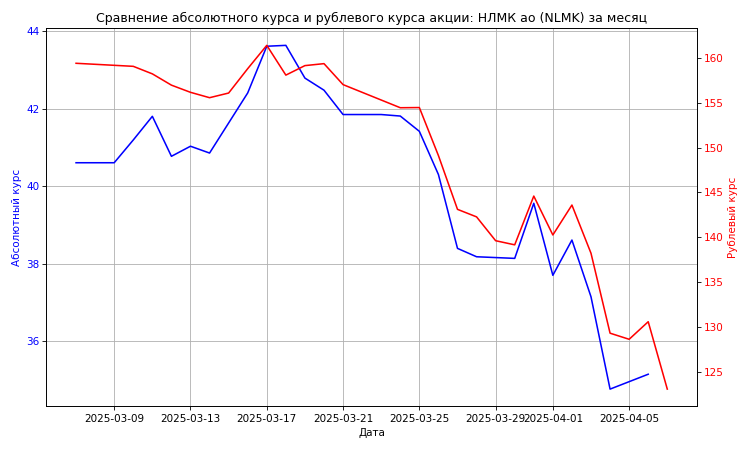 Сравнение абсолютного курса и рублевого курса акции: НЛМК ао (NLMK) за месяц
44
42
40
38
36
Абсолютный курс
160
155
150
145
140
135
130
125
Рублевый курс
2025-03-09 2025-03-13 2025-03-17 2025-03-21 2025-03-25 2025-03-29 2025-04-01 2025-04-05
Дата